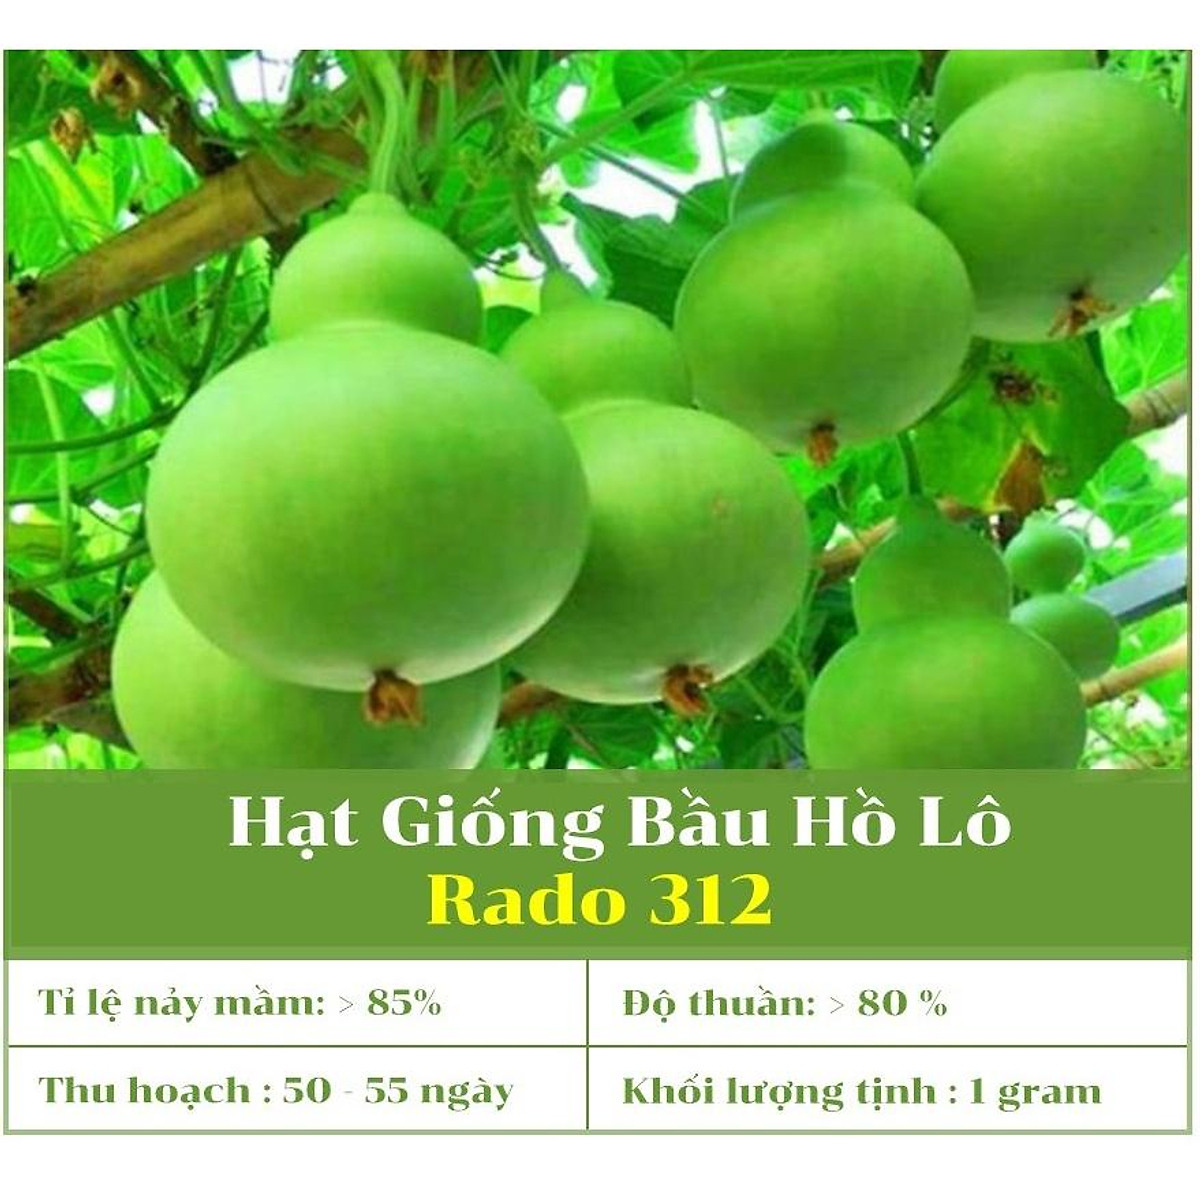 Hạt Giống Bầu Hồ Lô
Rado 312
Tỉ lệ nảy mầm: > 85%
Độ thuần: > 80 %
Thu hoạch : 50 - 55 ngày
Khối lượng tịnh : 1 gram